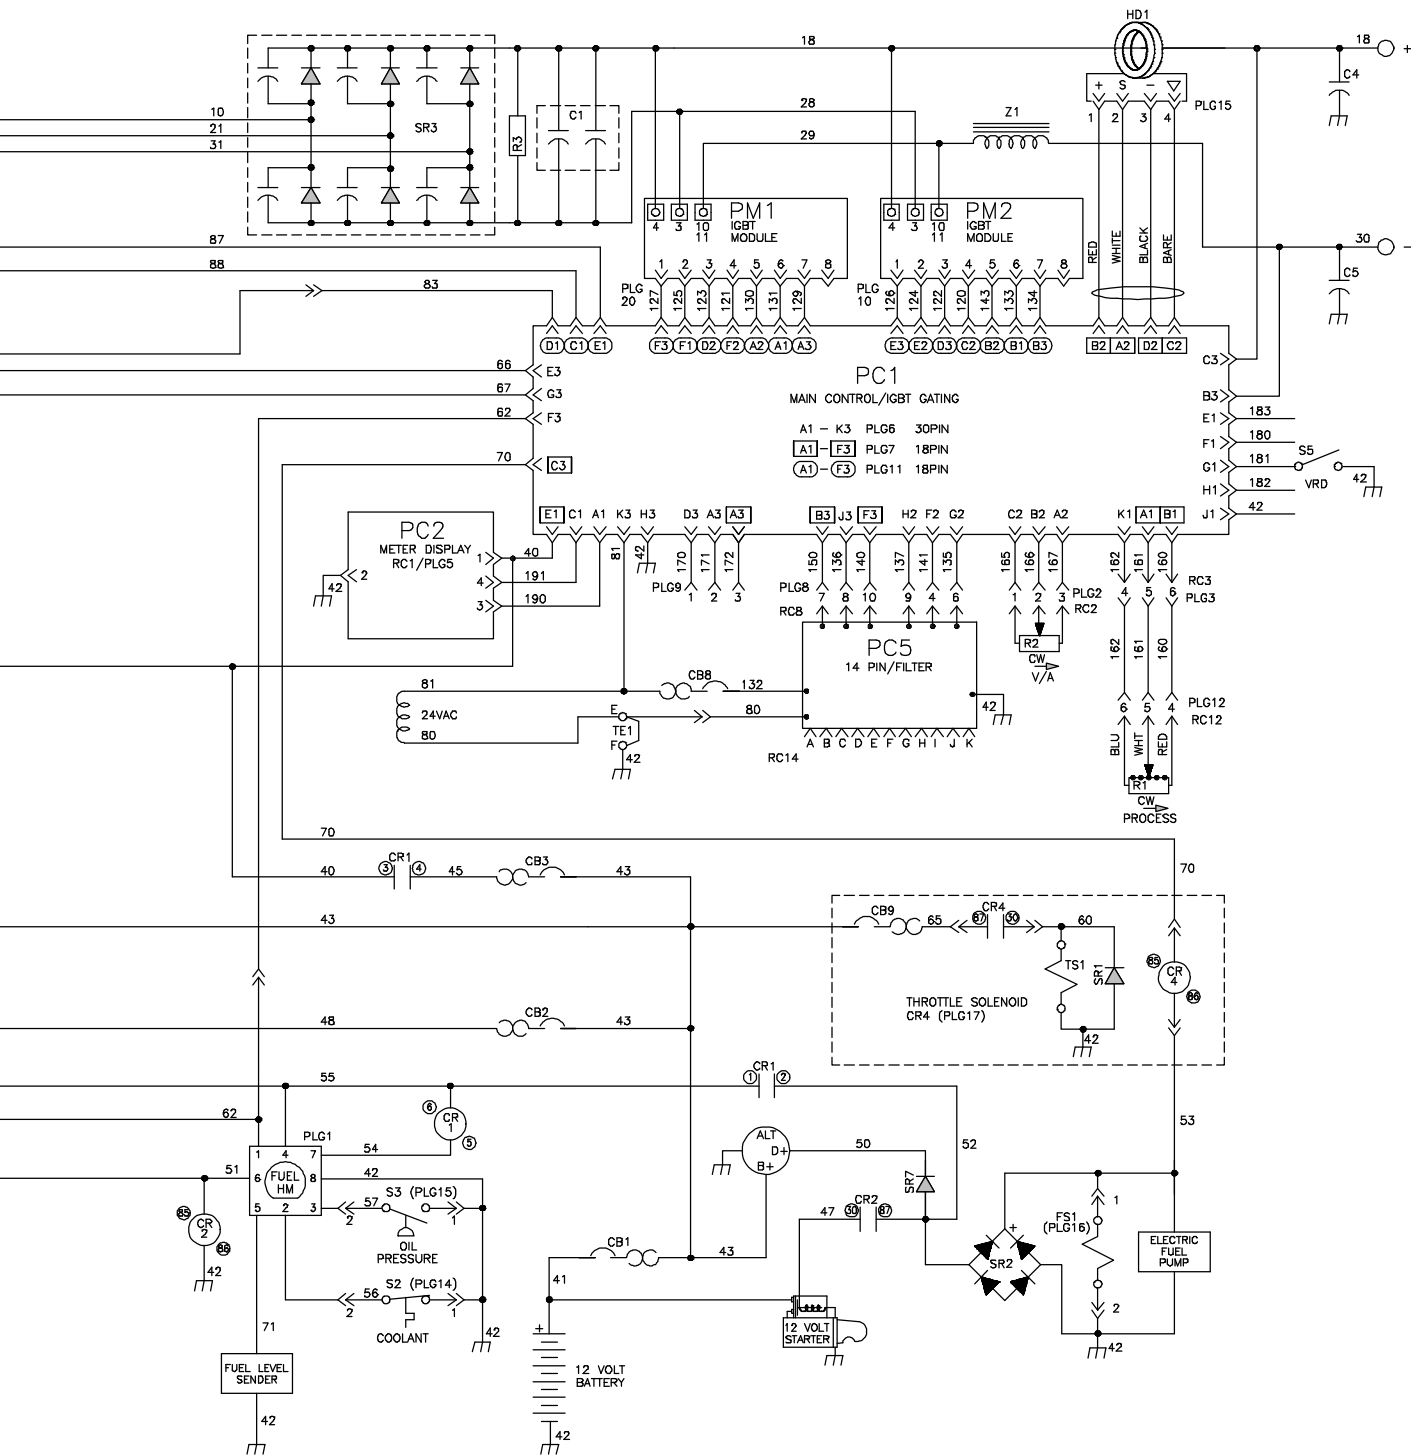 HD1
18
18
+
C4
+ S −
PLG15
1 2 3 4
SR3
10
21
31
R3
C1
28
29
Z1
PM1
IGBT
MODULE
4 3 10
11
1 2 3 4 5 6 7 8
PLG
20
127 125 123 121 130 131 129
PM2
IGBT
MODULE
4 3 10
11
1 2 3 4 5 6 7 8
PLG
10
126 124 122 120 143 133 134
RED WHITE BLACK BARE
30
−
C5
87
88
83
D1 C1 E1
F3 F1 D2 F2 A2 A1 A3
E3 E2 D3 C2 B2 B1 B3
B2 A2 D2 C2
66 E3
67 G3
62 F3
70 C3
PC1
MAIN CONTROL/IGBT GATING
A1 − K3 PLG6 30PIN
A1 − F3 PLG7 18PIN
A1 − F3 PLG11 18PIN
C3
B3
E1 183
F1 180
G1 181
S5
VRD
42
H1 182
J1 42
E1 C1 A1 K3 H3 D3 A3 A3 B3 J3 F3 H2 F2 G2 C2 B2 A2 K1 A1 B1
PC2
METER DISPLAY
RC1/PLG5
1 40
2
42
4 191
3 190
81 42 170 171 172
PLG9 1 2 3
150 136 140 137 141 135
PLG8
7 8 10 9 4 6
RC8
165 166 167
1 2 3
PLG2
RC2
R2
CW
V/A
162 161 160
4 5 6
RC3
PLG3
162 161 160
6 5 4
PLG12
RC12
BLU WHT RED
R1
CW
PROCESS
PC5
14 PIN/FILTER
42
A B C D E F G H I J K
RC14
81
24VAC
80
CB8
132
E
TE1
F
42
80
70
70
40
CR1
3 4
45
CB3
43
43
CB9
65
87 CR4 30
60
TS1
SR1
42
THROTTLE SOLENOID
CR4 (PLG17)
85
CR
4
86
48
CB2
43
55
CR1
1 2
62
PLG1
6
CR
1
5
54
1 4 7
6 FUEL
HM 8
5 2 3
51
42
85
CR
2
86
42
57
S3 (PLG15)
2 1
OIL
PRESSURE
56
S2 (PLG14)
2 1
COOLANT
42
71
FUEL LEVEL
SENDER
42
ALT
D+
B+
50
52
SR7
47
CR2
30 87
CB1
43
41
+
12 VOLT
BATTERY
42
12 VOLT
STARTER
53
+
SR2
FS1
(PLG16)
1
2
ELECTRIC
FUEL
PUMP
42